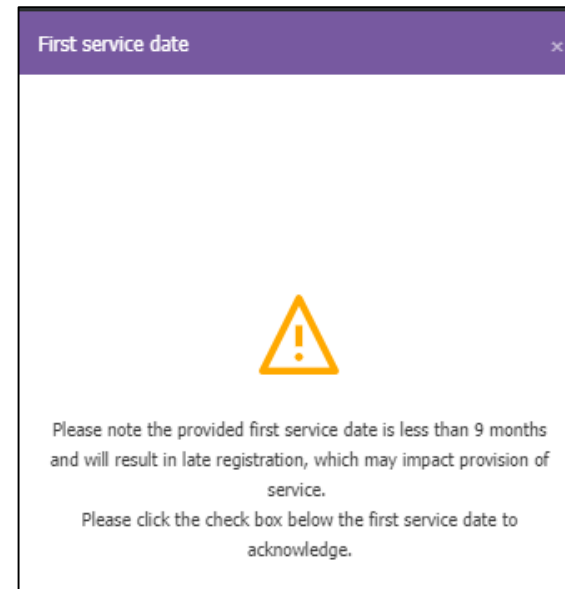 First service date ×
Please note the provided first service date is less than 9 months
and will result in late registration, which may impact provision of
service.
Please click the check box below the first service date to
acknowledge.